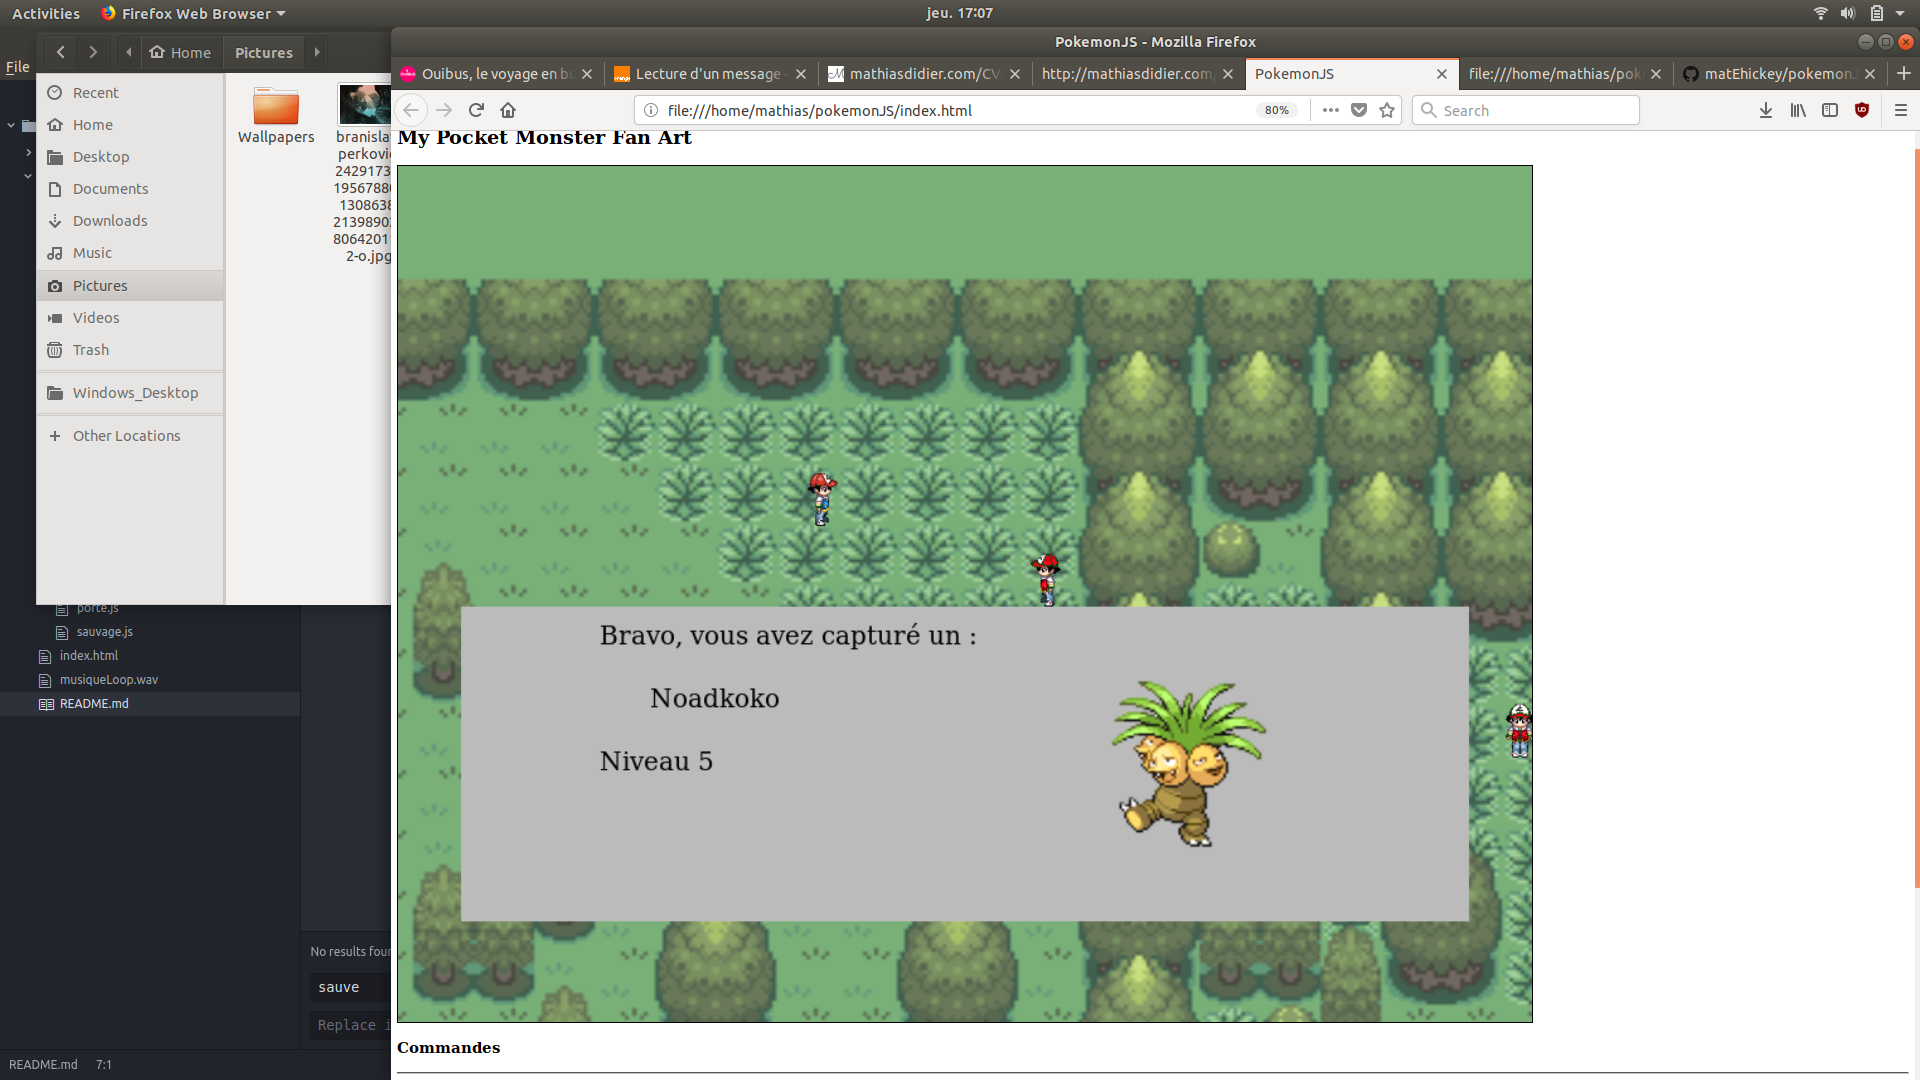 Activities
Firefox Web Browser
jeu. 17:07
Home
Pictures
PokemonJS - Mozilla Firefox
File
Ouibus, le voyage en bu
Lecture d'un message -
mathiasdidier.com/CV.
http://mathiasdidier.com
PokemonJS
file:///home/mathias/pok
matEhickey/pokemon
file:///home/mathias/pokemonJS/index.html
80%
Search
Recent
Home
Desktop
Documents
Downloads
Music
Pictures
Videos
Trash
Windows_Desktop
Other Locations
Wallpapers
branisla
perkovi
2429173
1956788
130863
2139890
8064201
2-o.jpg
My Pocket Monster Fan Art
Bravo, vous avez capturé un :
Noadkoko
Niveau 5
Commandes
porte.js
sauvage.js
index.html
musiqueLoop.wav
README.md
No results foun
sauve
Replace i
README.md
7:1